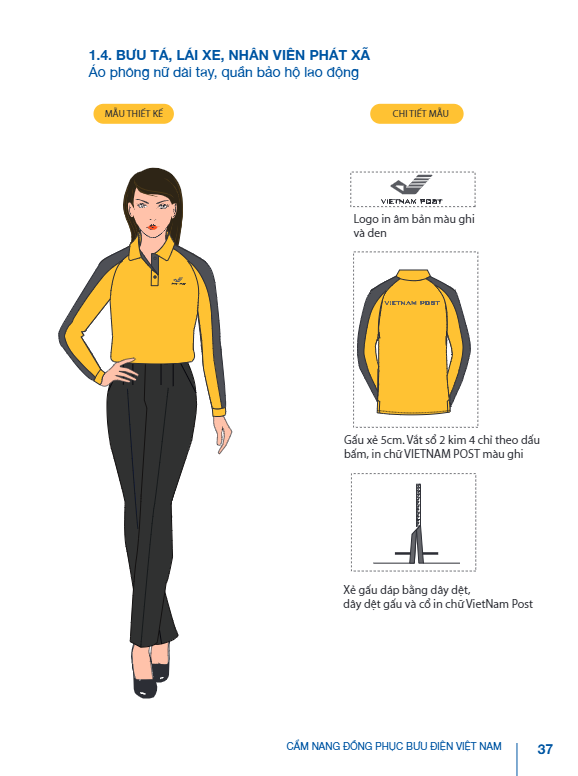 1.4. BƯU TÁ, LÁI XE, NHÂN VIÊN PHÁT XÃ
Áo phông nữ dài tay, quần bảo hộ lao động
MẪU THIẾT KẾ
CHI TIẾT MẪU
VIETNAM POST
Logo in âm bản màu ghi
và đen
VIETNAM POST
Gấu xẻ 5cm. Vắt sổ 2 kim 4 chỉ theo dấu
bấm, in chữ VIETNAM POST màu ghi
Xẻ gấu đáp bằng dây dệt,
dây dệt gấu và cổ in chữ VietNam Post
CẨM NANG ĐỒNG PHỤC BƯU ĐIỆN VIỆT NAM
37